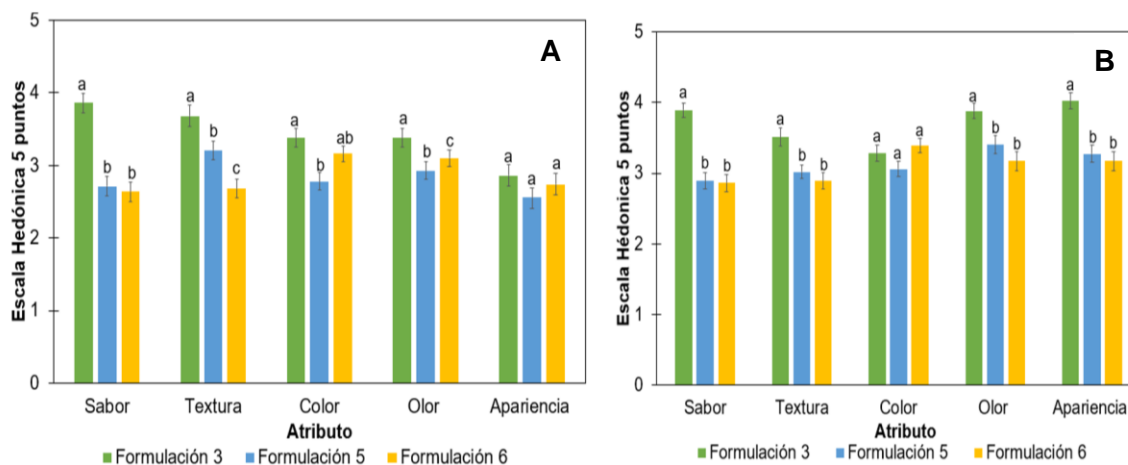 A
Escala Hedónica 5 puntos
5
4
3
2
1
0
a
b
b
a
b
c
a
b
ab
a
b
c
a
a
a
Sabor Textura Color Olor Apariencia
Atributo
Formulación 3 Formulación 5 Formulación 6
B
Escala Hédonica 5 puntos
5
4
3
2
1
0
a
b
b
a
b
b
a
a
a
a
b
b
a
b
b
Sabor Textura Color Olor Apariencia
Atributo
Formulación 3 Formulación 5 Formulación 6